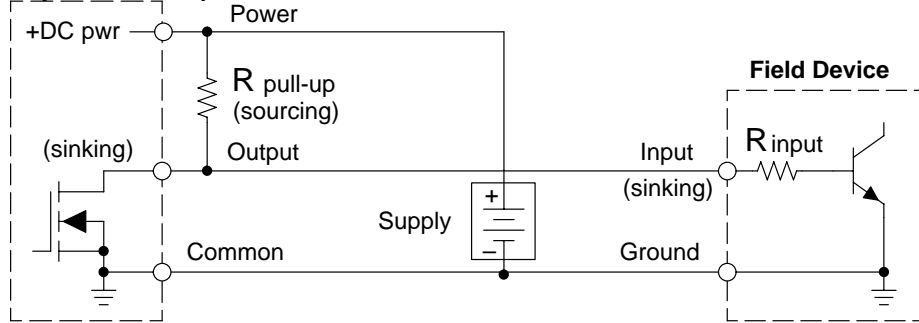 Power
+DC pwr
R pull-up
(sourcing)
Field Device
(sinking)
Output
Input
R input
(sinking)
+
Supply
−
Common
Ground